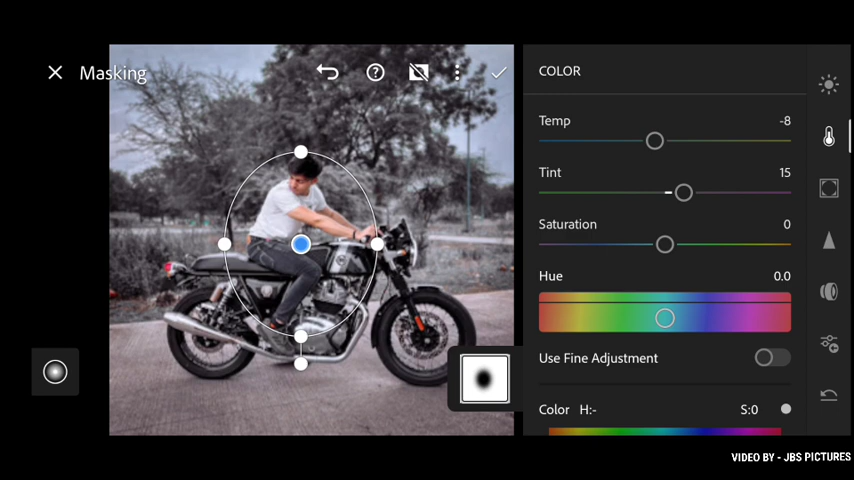 Masking
COLOR
Temp -8
Tint 15
Saturation 0
Hue 0.0
Use Fine Adjustment
Color H:- S:0
VIDEO BY - JBS PICTURES